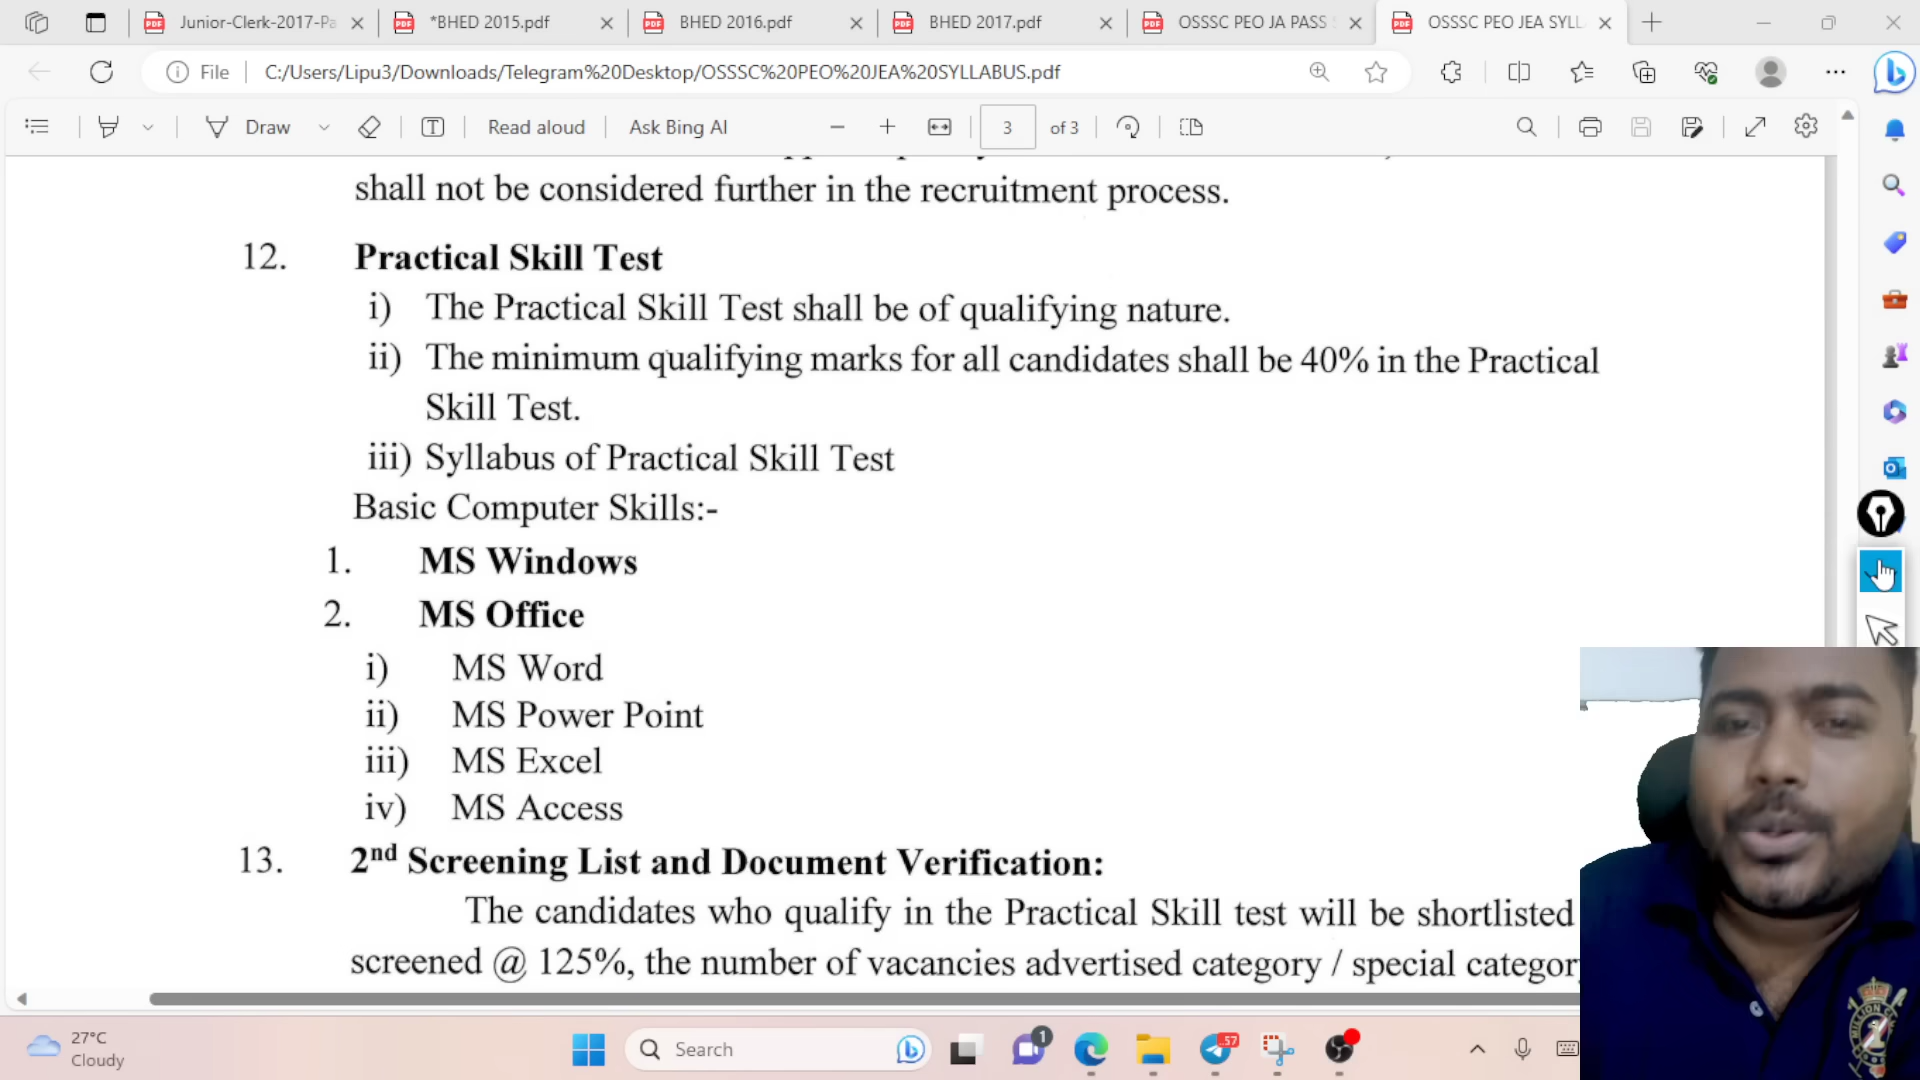 Junior-Clerk-2017-Pa
*BHED 2015.pdf
BHED 2016.pdf
BHED 2017.pdf
OSSSC PEO JA PASS
OSSSC PEO JEA SYLL
File
C:/Users/Lipu3/Downloads/Telegram%20Desktop/OSSSC%20PEO%20JEA%20SYLLABUS.pdf
Draw
Read aloud
Ask Bing AI
3
of 3
shall not be considered further in the recruitment process.
12. Practical Skill Test
i) The Practical Skill Test shall be of qualifying nature.
ii) The minimum qualifying marks for all candidates shall be 40% in the Practical
Skill Test.
iii) Syllabus of Practical Skill Test
Basic Computer Skills:-
1. MS Windows
2. MS Office
i) MS Word
ii) MS Power Point
iii) MS Excel
iv) MS Access
13. 2nd Screening List and Document Verification:
The candidates who qualify in the Practical Skill test will be shortlisted
screened @ 125%, the number of vacancies advertised category / special categor
27°C
Cloudy
Search
1
57